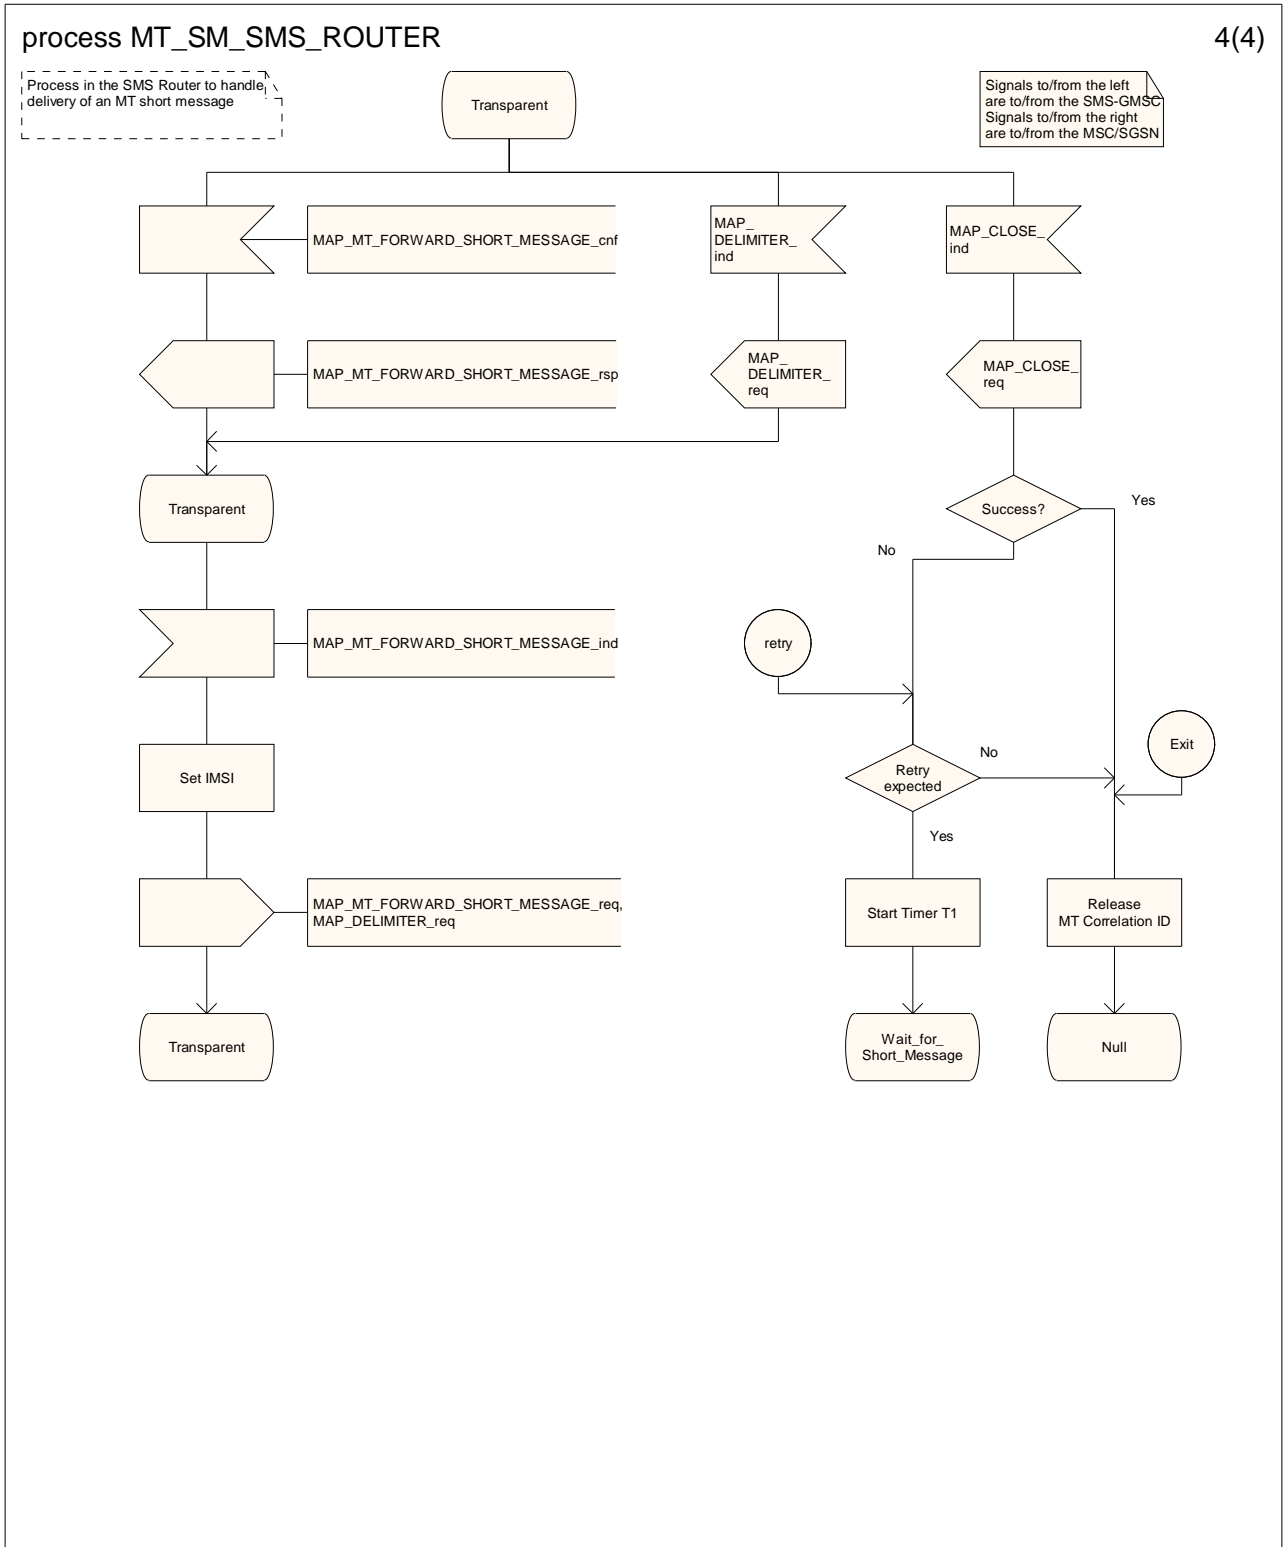 process MT_SM_SMS_ROUTER
4(4)
Process in the SMS Router to handle
delivery of an MT short message
Transparent
Signals to/from the left
are to/from the SMS-GMSC
Signals to/from the right
are to/from the MSC/SGSN
MAP_MT_FORWARD_SHORT_MESSAGE_cnf
MAP_
DELIMITER_
ind
MAP_CLOSE_
ind
MAP_MT_FORWARD_SHORT_MESSAGE_rsp
MAP_
DELIMITER_
req
MAP_CLOSE_
req
Transparent
Success?
Yes
No
MAP_MT_FORWARD_SHORT_MESSAGE_ind
retry
Set IMSI
Retry
expected
No
Exit
Yes
MAP_MT_FORWARD_SHORT_MESSAGE_req,
MAP_DELIMITER_req
Start Timer T1
Release
MT Correlation ID
Transparent
Wait_for_
Short_Message
Null